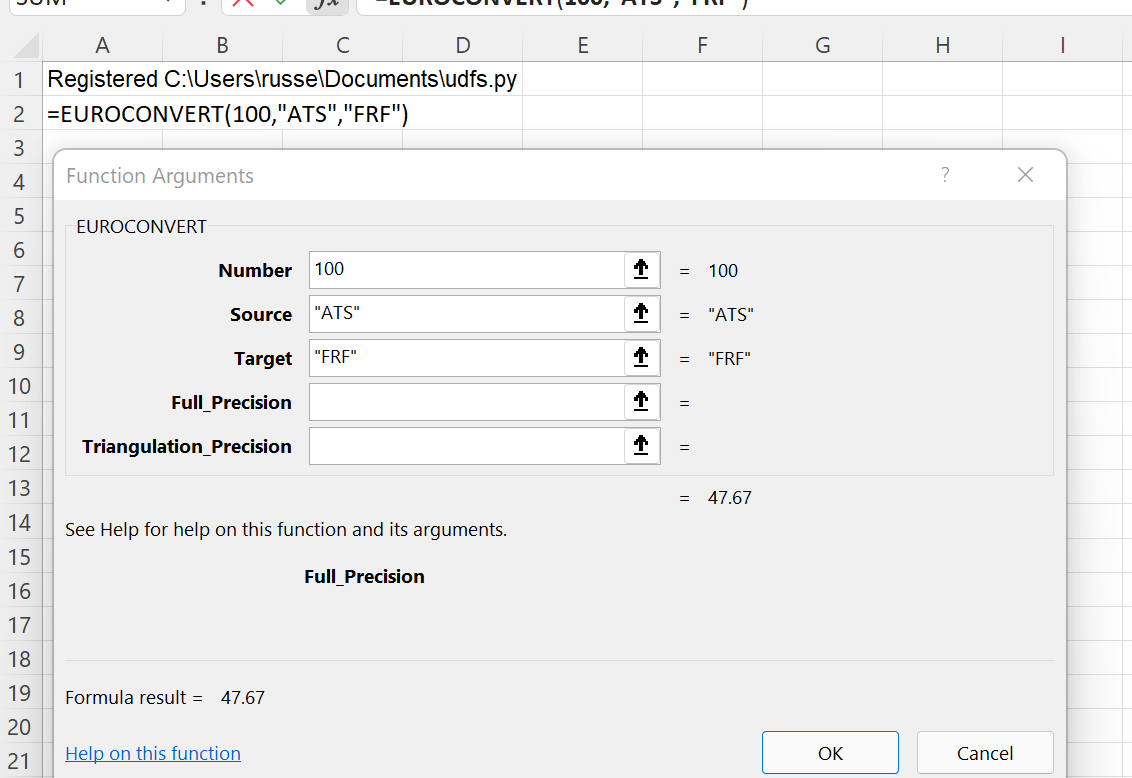 SUM fx =EUROCONVERT(100,"ATS","FRF")
A B C D E F G H I
1 Registered C:\Users\russe\Documents\udfs.py
2 =EUROCONVERT(100,"ATS","FRF")
3
Function Arguments ?
4
5
EUROCONVERT
6
Number 100 = 100
7
Source "ATS" = "ATS"
8
Target "FRF" = "FRF"
9
10
Full_Precision =
11
Triangulation_Precision =
12
13
= 47.67
14
See Help for help on this function and its arguments.
15
Full_Precision
16
17
18
19
Formula result = 47.67
20
Help on this function OK Cancel
21